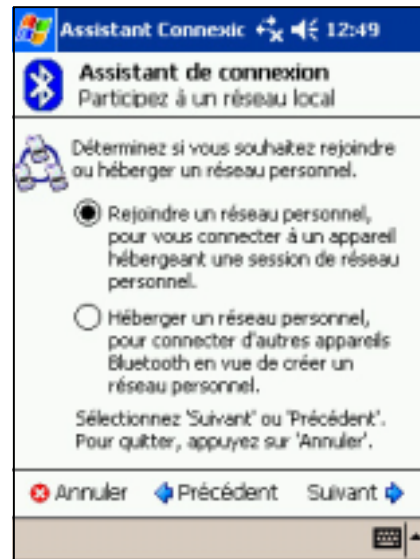 Assistant Connexic 12:49
Assistant de connexion
Participez à un réseau local
Déterminez si vous souhaitez rejoindre
ou héberger un réseau personnel.
Rejoindre un réseau personnel,
pour vous connecter à un appareil
hébergeant une session de réseau
personnel.
Héberger un réseau personnel,
pour connecter d'autres appareils
Bluetooth en vue de créer un
réseau personnel.
Sélectionnez 'Suivant' ou 'Précédent'.
Pour quitter, appuyez sur 'Annuler'.
Annuler Précédent Suivant